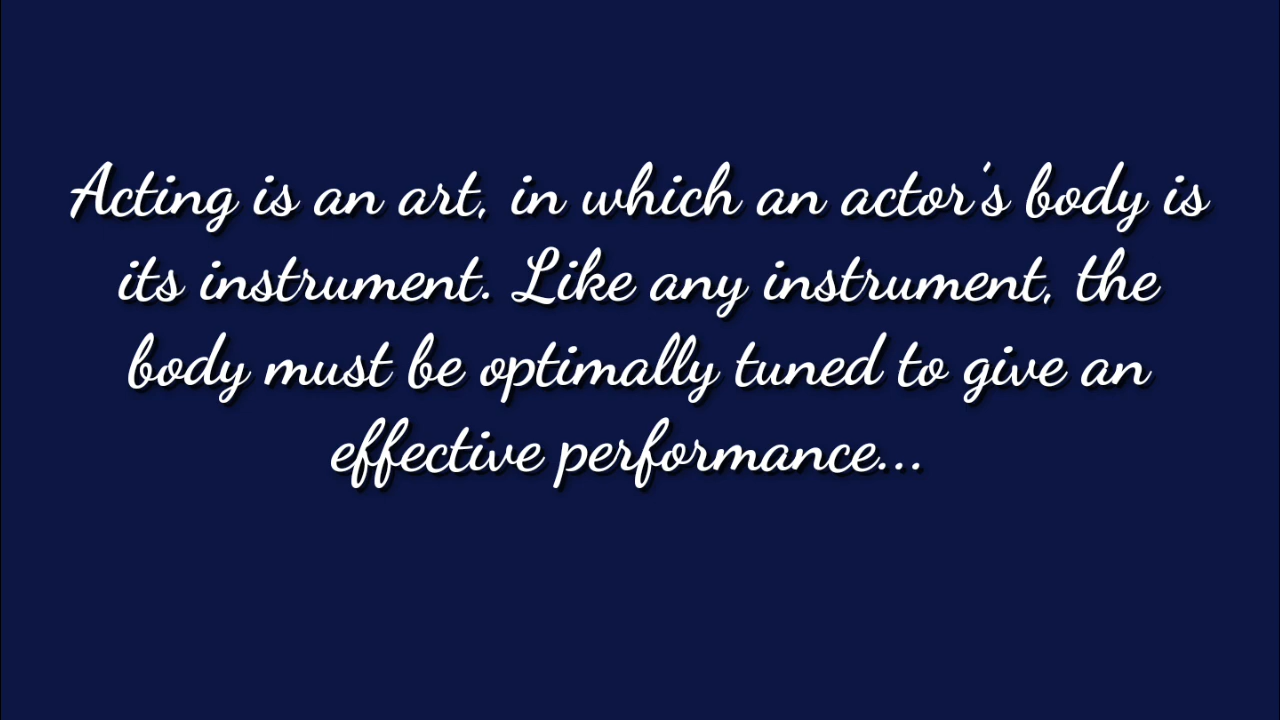 Acting is an art, in which an actor's body is
its instrument. Like any instrument, the
body must be optimally tuned to give an
effective performance...